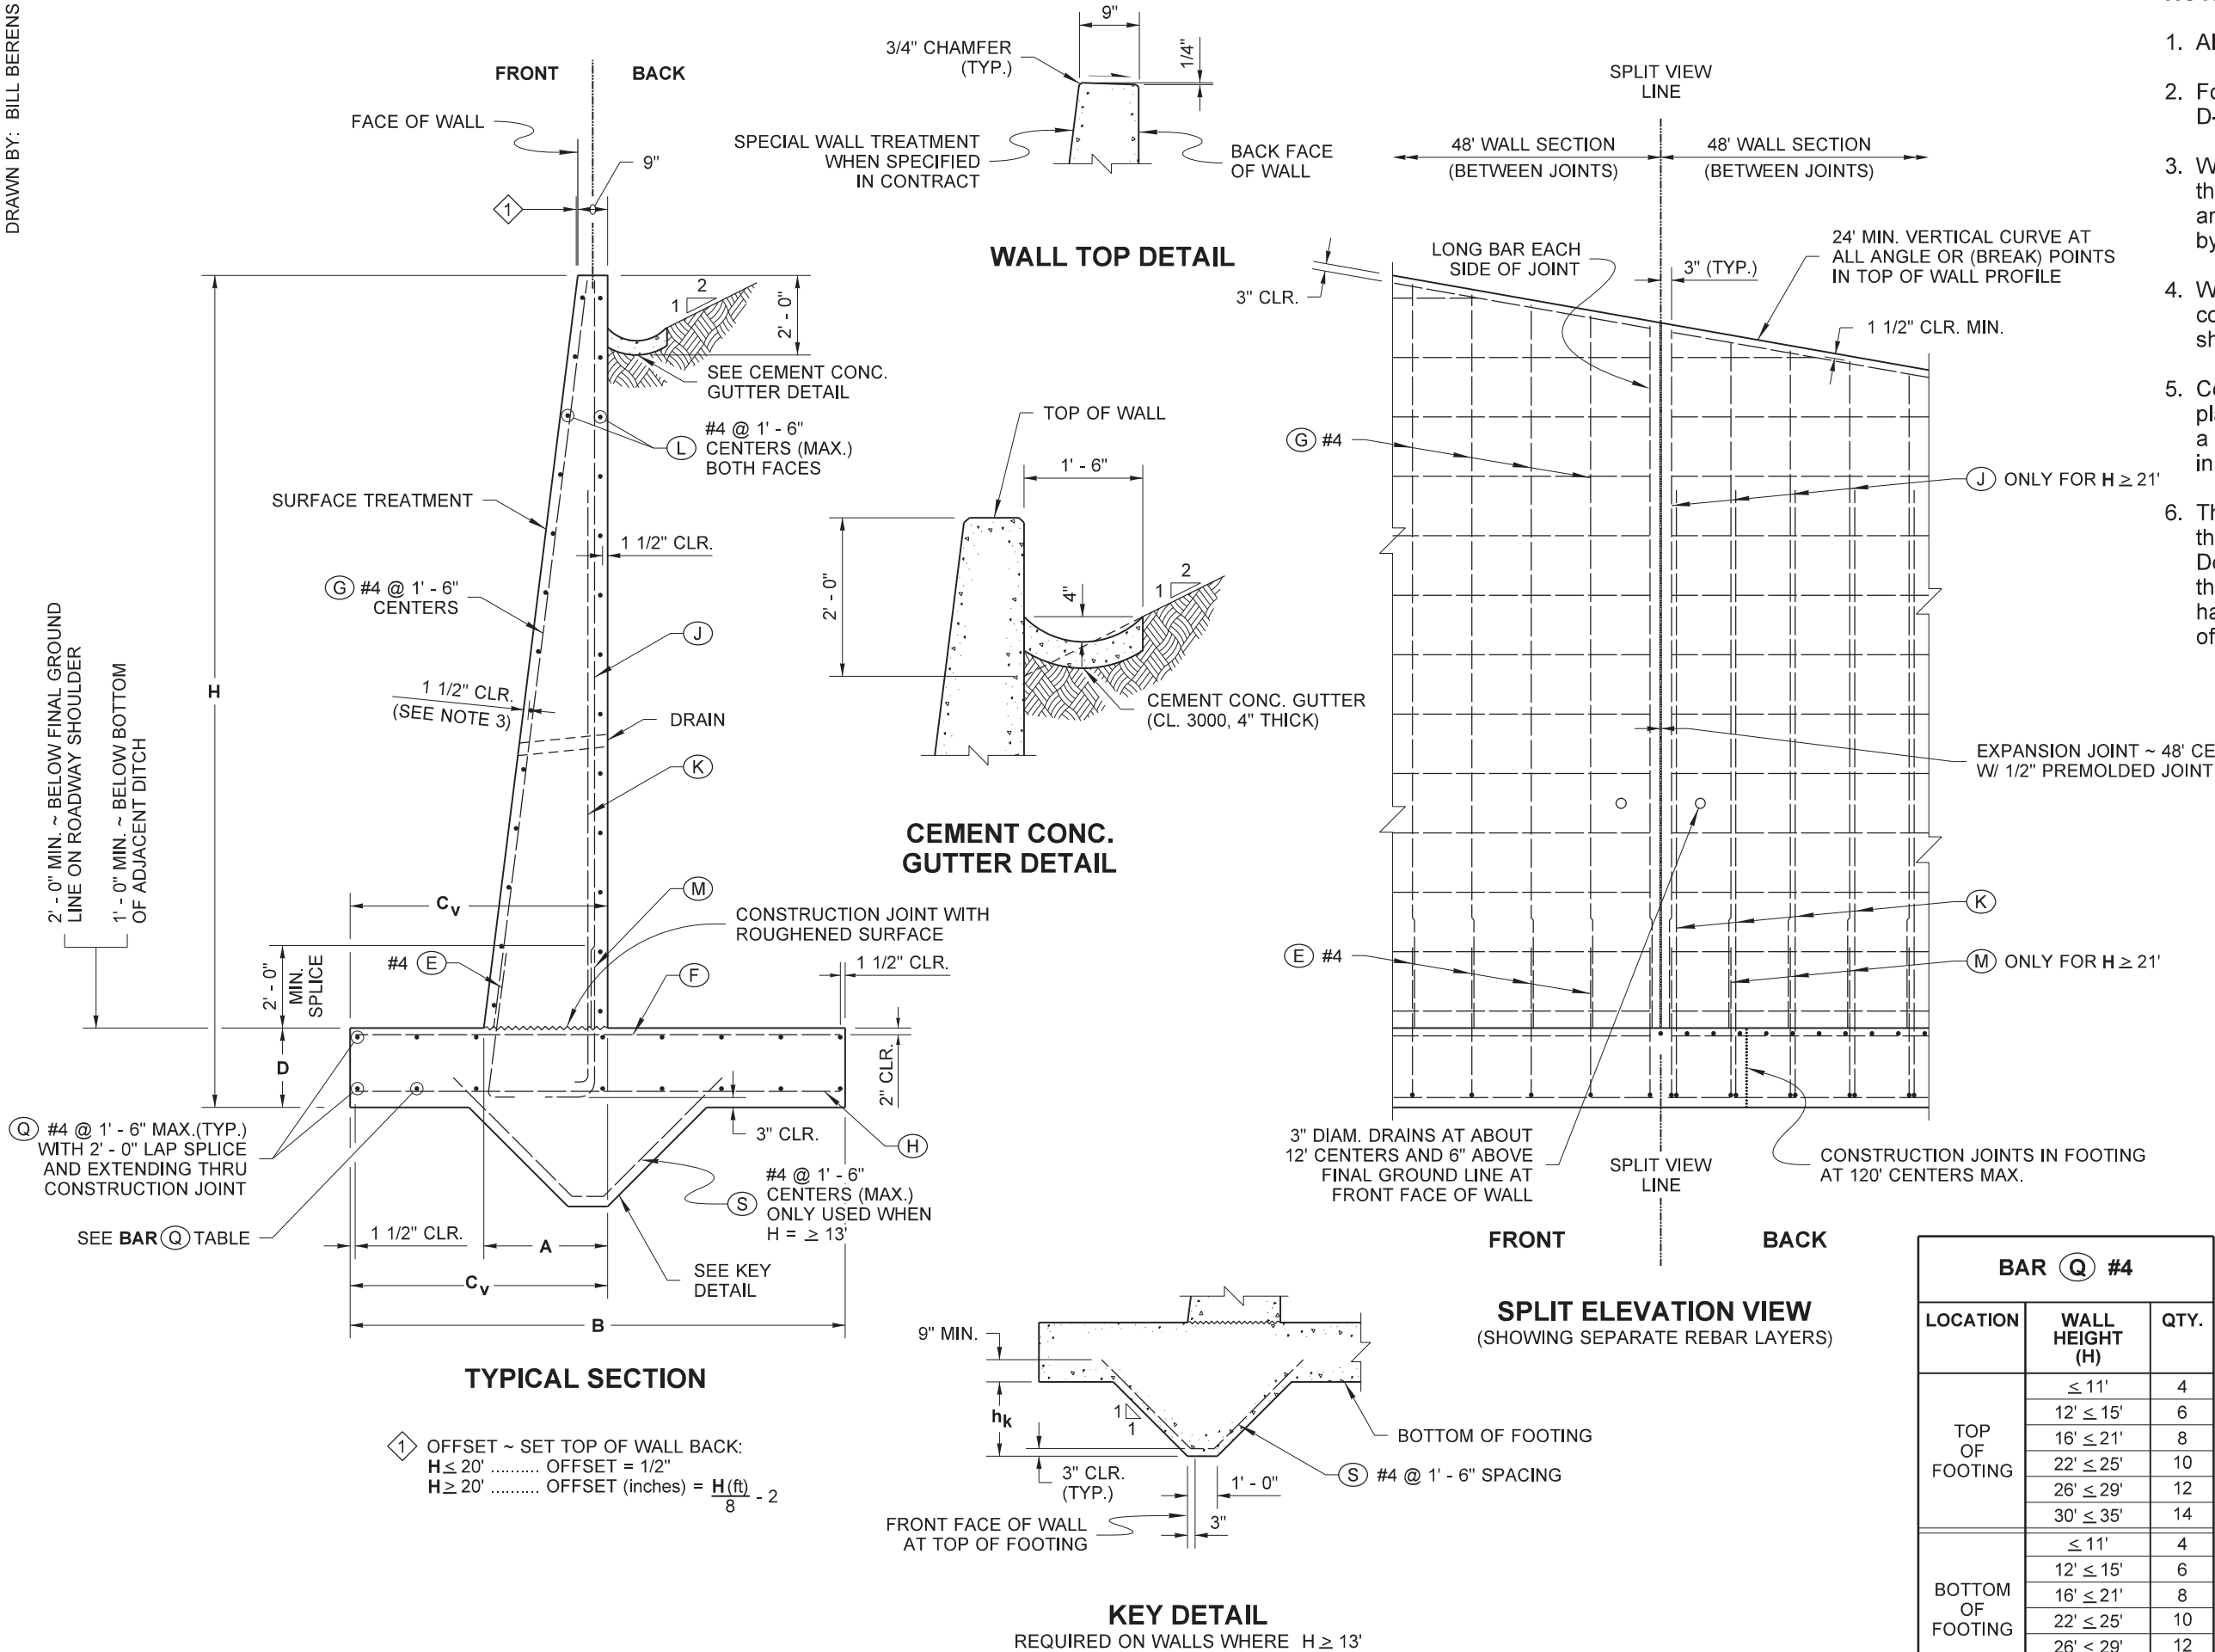 DRAWN BY: BILL BERENS
FRONT
BACK
FACE OF WALL
9"
1
H
2
1
2' - 0"
SEE CEMENT CONC.
GUTTER DETAIL
L
#4 @ 1' - 6"
CENTERS (MAX.)
BOTH FACES
SURFACE TREATMENT
1 1/2" CLR.
G #4 @ 1' - 6"
CENTERS
J
1 1/2" CLR.
(SEE NOTE 3)
DRAIN
K
2' - 0" MIN. ~ BELOW FINAL GROUND
LINE ON ROADWAY SHOULDER
1' - 0" MIN. ~ BELOW BOTTOM
OF ADJACENT DITCH
Cv
M
CONSTRUCTION JOINT WITH
ROUGHENED SURFACE
2' - 0"
MIN.
SPLICE
#4 E
F
1 1/2" CLR.
D
2" CLR.
Q #4 @ 1' - 6" MAX.(TYP.)
WITH 2' - 0" LAP SPLICE
AND EXTENDING THRU
CONSTRUCTION JOINT
3" CLR.
H
#4 @ 1' - 6"
S CENTERS (MAX.)
ONLY USED WHEN
H = ≥ 13'
SEE BAR Q TABLE
1 1/2" CLR.
A
Cv
SEE KEY
DETAIL
B
TYPICAL SECTION
1 OFFSET ~ SET TOP OF WALL BACK:
H ≤ 20' .......... OFFSET = 1/2"
H ≥ 20' .......... OFFSET (inches) = H(ft)/8 - 2
9"
3/4" CHAMFER
(TYP.)
1/4"
SPECIAL WALL TREATMENT
WHEN SPECIFIED
IN CONTRACT
BACK FACE
OF WALL
WALL TOP DETAIL
TOP OF WALL
1' - 6"
2' - 0"
4"
2
1
CEMENT CONC. GUTTER
(CL. 3000, 4" THICK)
CEMENT CONC.
GUTTER DETAIL
9" MIN.
hk
1
1
3" CLR.
(TYP.)
1' - 0"
3"
FRONT FACE OF WALL
AT TOP OF FOOTING
BOTTOM OF FOOTING
S #4 @ 1' - 6" SPACING
KEY DETAIL
REQUIRED ON WALLS WHERE H ≥ 13'
SPLIT VIEW
LINE
48' WALL SECTION
(BETWEEN JOINTS)
48' WALL SECTION
(BETWEEN JOINTS)
3" CLR.
LONG BAR EACH
SIDE OF JOINT
3" (TYP.)
24' MIN. VERTICAL CURVE AT
ALL ANGLE OR (BREAK) POINTS
IN TOP OF WALL PROFILE
1 1/2" CLR. MIN.
G #4
J ONLY FOR H ≥ 21'
EXPANSION JOINT ~ 48' CE
W/ 1/2" PREMOLDED JOINT
K
E #4
M ONLY FOR H ≥ 21'
3" DIAM. DRAINS AT ABOUT
12' CENTERS AND 6" ABOVE
FINAL GROUND LINE AT
FRONT FACE OF WALL
SPLIT VIEW
LINE
CONSTRUCTION JOINTS IN FOOTING
AT 120' CENTERS MAX.
FRONT
BACK
SPLIT ELEVATION VIEW
(SHOWING SEPARATE REBAR LAYERS)
1. Al
2. Fo
D-
3. W
th
ar
by
4. W
co
sh
5. Co
pla
a
in
6. Th
th
De
th
ha
of
BAR Q #4
LOCATION WALL HEIGHT (H) QTY.
TOP OF FOOTING
≤ 11' 4
12' ≤ 15' 6
16' ≤ 21' 8
22' ≤ 25' 10
26' ≤ 29' 12
30' ≤ 35' 14
BOTTOM OF FOOTING
≤ 11' 4
12' ≤ 15' 6
16' ≤ 21' 8
22' ≤ 25' 10
26' ≤ 29' 12